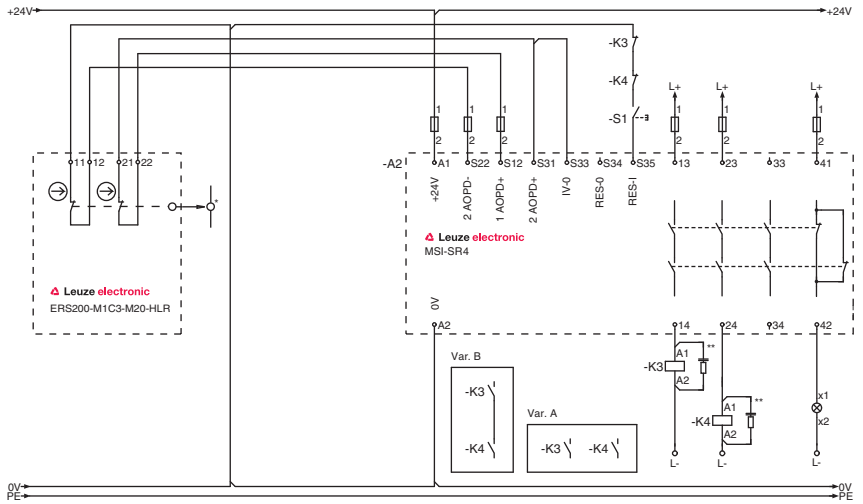 +24V +24V
-K3
-K4
-S1
L+ L+ L+
1 1 1 1 1 1
2 2 2 2 2 2
11 12 21 22
-A2 A1 S22 S12 S31 S33 S34 S35 13 23 33 41
+24V
2 AOPD-
1 AOPD+
2 AOPD+
IV-0
RES-0
RES-I
*
Leuze electronic
MSI-SR4
Leuze electronic
ERS200-M1C3-M20-HLR
0V
A2 14 24 34 42
Var. B
-K3
-K4
Var. A
-K3 -K4
-K3 A1 A2 **
-K4 A1 A2 **
x1
x2
L- L- L-
0V 0V
PE PE